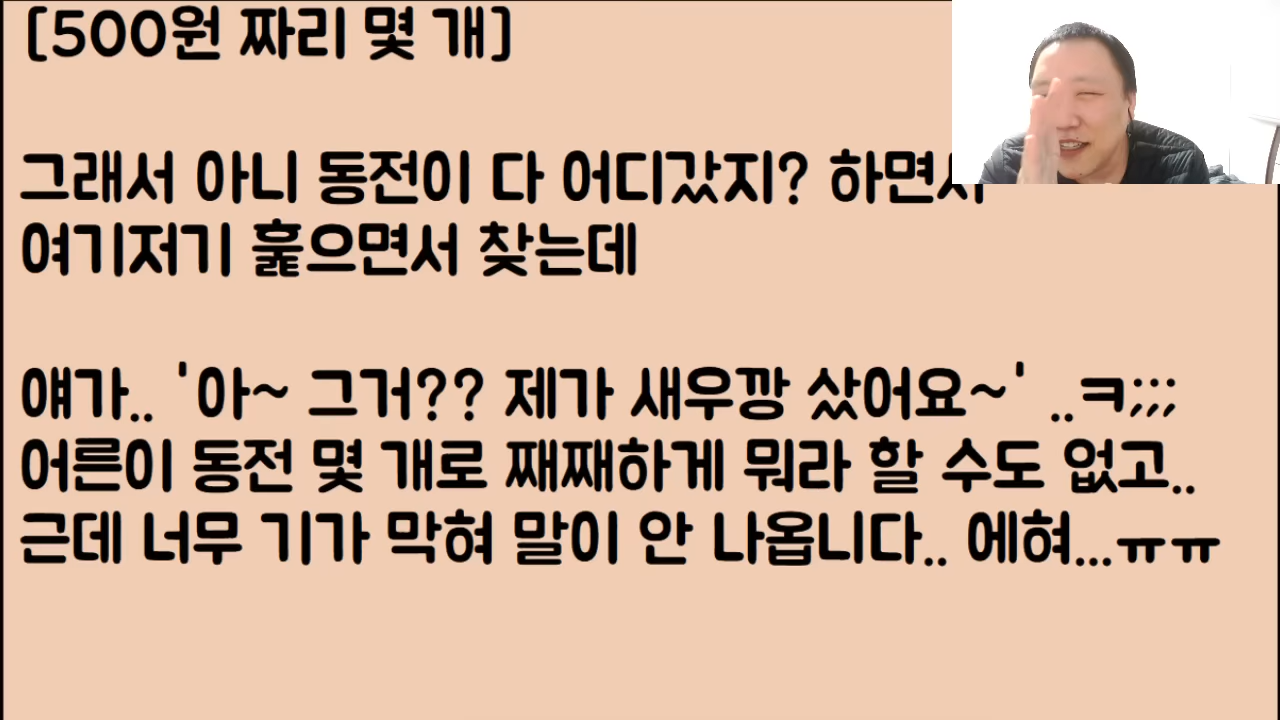 [500원 짜리 몇 개]
그래서 아니 동전이 다 어디갔지? 하면서
여기저기 훑으면서 찾는데
얘가.. '아~ 그거?? 제가 새우깡 샀어요~' ..ㅋ;;;
어른이 동전 몇 개로 째째하게 뭐라 할 수도 없고..
근데 너무 기가 막혀 말이 안 나옵니다.. 에혀...ㅠㅠ